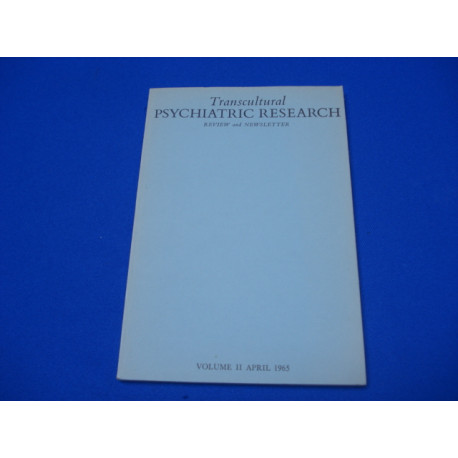 Transcultural
PSYCHIATRIC RESEARCH
REVIEW and NEWSLETTER
VOLUME II APRIL 1965